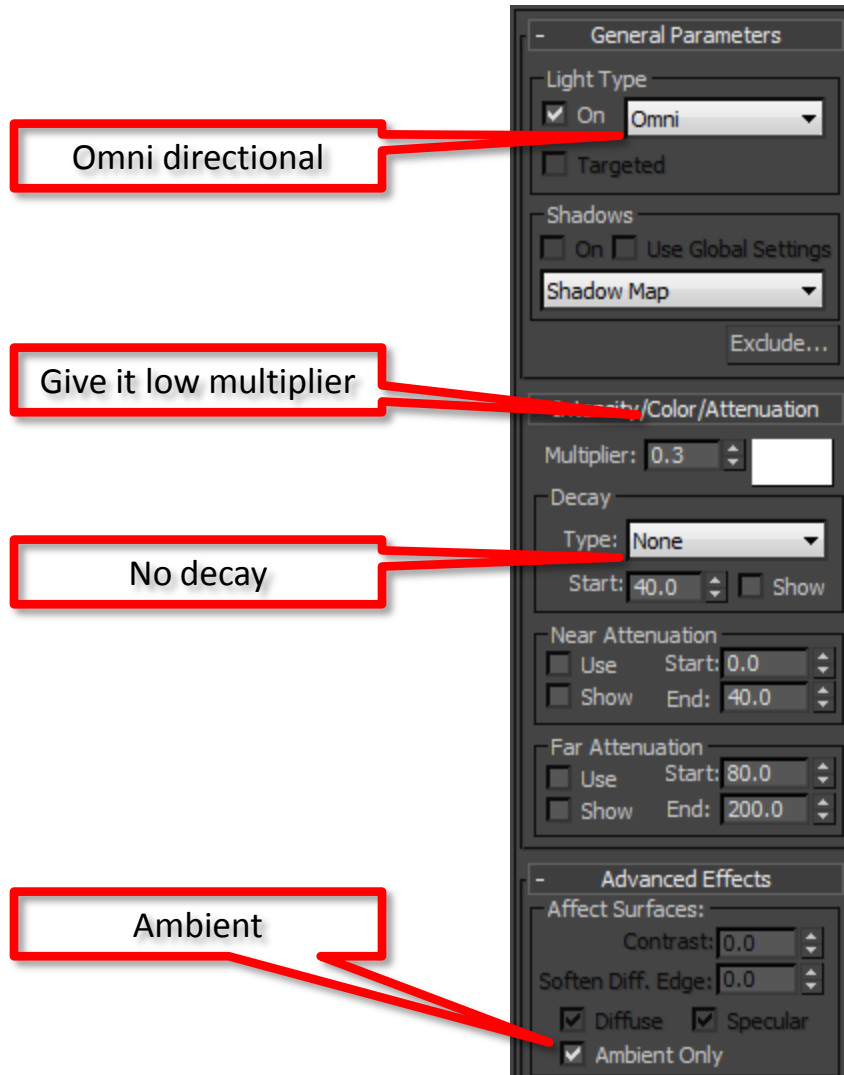 - General Parameters
Light Type
On Omni
Omni directional
Targeted
Shadows
On Use Global Settings
Shadow Map
Exclude...
Give it low multiplier
Intensity/Color/Attenuation
Multiplier: 0.3
Decay
Type: None
No decay
Start: 40.0 Show
Near Attenuation
Use Start: 0.0
Show End: 40.0
Far Attenuation
Use Start: 80.0
Show End: 200.0
- Advanced Effects
Affect Surfaces:
Ambient
Contrast: 0.0
Soften Diff. Edge: 0.0
Diffuse Specular
Ambient Only